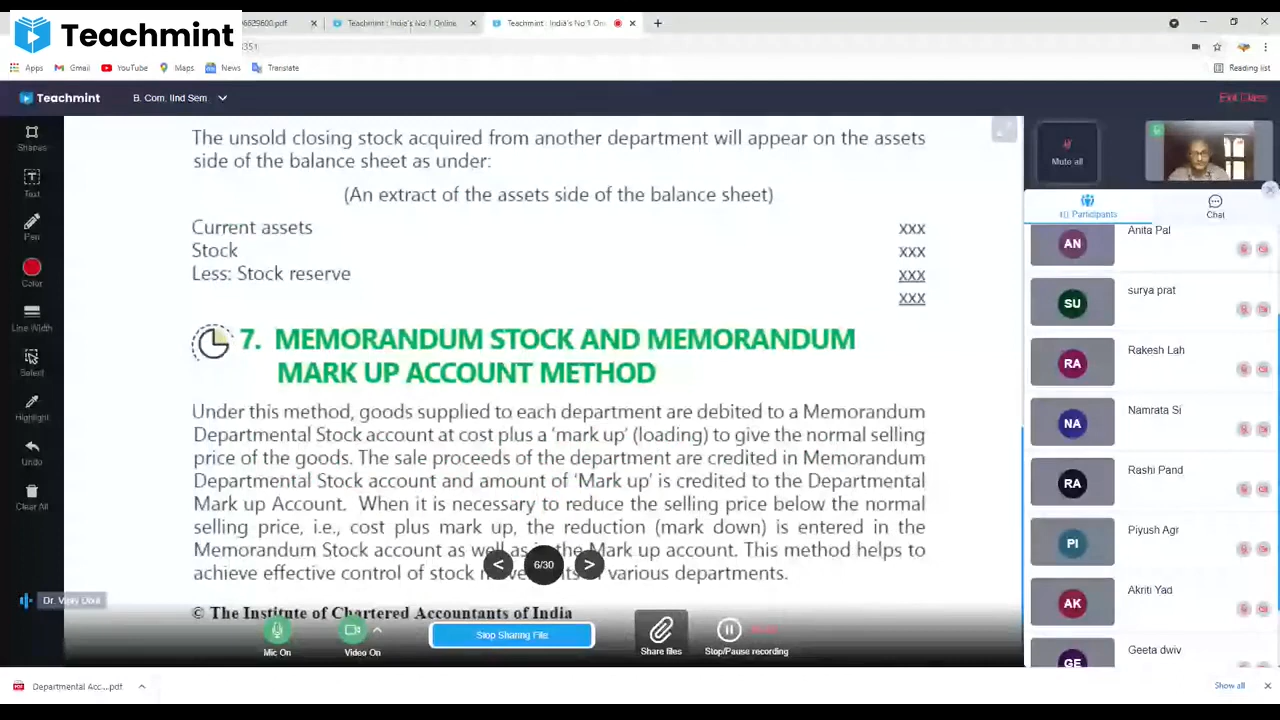 Teachmint
96629600.pdf
Teachmint : India's No 1 Online
Teachmint : India's No 1 On
8351
Apps
Gmail
YouTube
Maps
News
Translate
Reading list
Teachmint
B. Com. IInd Sem
Exit Class
Shapes
Text
Pen
Color
Line Width
Select
Highlight
Undo
Clear All
The unsold closing stock acquired from another department will appear on the assets
side of the balance sheet as under:
(An extract of the assets side of the balance sheet)
Current assets xxx
Stock xxx
Less: Stock reserve xxx
xxx
7. MEMORANDUM STOCK AND MEMORANDUM
MARK UP ACCOUNT METHOD
Under this method, goods supplied to each department are debited to a Memorandum
Departmental Stock account at cost plus a ‘mark up’ (loading) to give the normal selling
price of the goods. The sale proceeds of the department are credited in Memorandum
Departmental Stock account and amount of ‘Mark up’ is credited to the Departmental
Mark up Account. When it is necessary to reduce the selling price below the normal
selling price, i.e., cost plus mark up, the reduction (mark down) is entered in the
Memorandum Stock account as well as in the Mark up account. This method helps to
achieve effective control of stock various departments.
6/30
© The Institute of Chartered Accountants of India
Mic On
Video On
Stop Sharing File
Share files
Stop/Pause recording
Mute all
Participants
Chat
AN
Anita Pal
SU
surya prat
RA
Rakesh Lah
NA
Namrata Si
RA
Rashi Pand
PI
Piyush Agr
AK
Akriti Yad
GE
Geeta dwiv
Departmental Acc...pdf
Show all